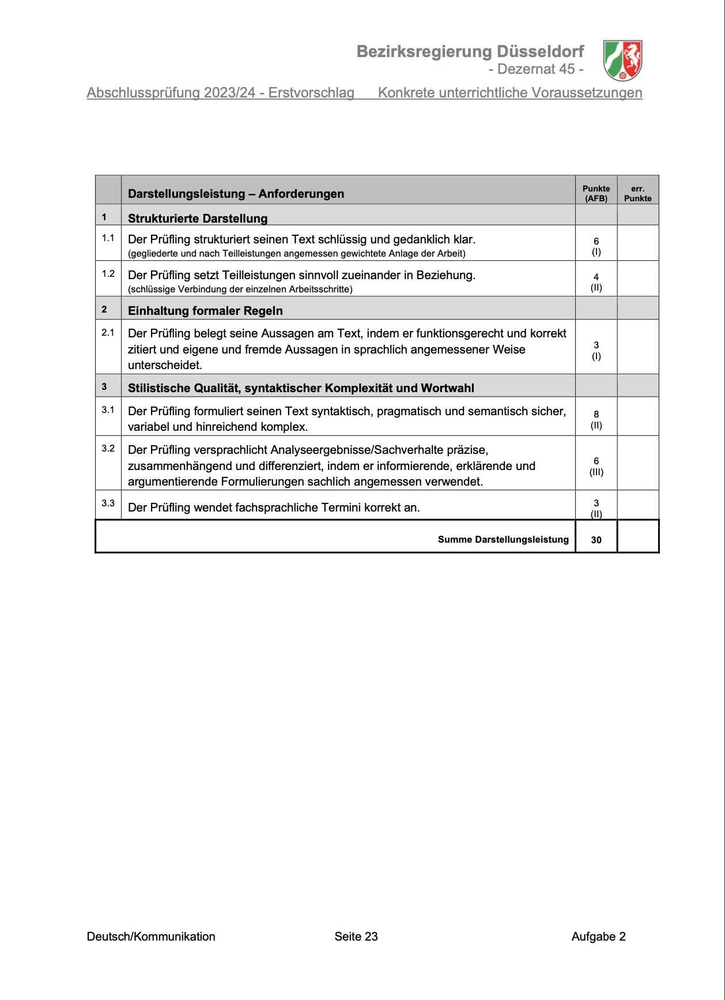 Bezirksregierung Düsseldorf
- Dezernat 45 -
Abschlussprüfung 2023/24 - Erstvorschlag Konkrete unterrichtliche Voraussetzungen
Darstellungsleistung – Anforderungen
Punkte
(AFB)
err.
Punkte
1 Strukturierte Darstellung
1.1 Der Prüfling strukturiert seinen Text schlüssig und gedanklich klar.
(gegliederte und nach Teilleistungen angemessen gewichtete Anlage der Arbeit)
6
(I)
1.2 Der Prüfling setzt Teilleistungen sinnvoll zueinander in Beziehung.
(schlüssige Verbindung der einzelnen Arbeitsschritte)
4
(II)
2 Einhaltung formaler Regeln
2.1 Der Prüfling belegt seine Aussagen am Text, indem er funktionsgerecht und korrekt
zitiert und eigene und fremde Aussagen in sprachlich angemessener Weise
unterscheidet.
3
(I)
3 Stilistische Qualität, syntaktischer Komplexität und Wortwahl
3.1 Der Prüfling formuliert seinen Text syntaktisch, pragmatisch und semantisch sicher,
variabel und hinreichend komplex.
8
(II)
3.2 Der Prüfling versprachlicht Analyseergebnisse/Sachverhalte präzise,
zusammenhängend und differenziert, indem er informierende, erklärende und
argumentierende Formulierungen sachlich angemessen verwendet.
6
(III)
3.3 Der Prüfling wendet fachsprachliche Termini korrekt an.
3
(II)
Summe Darstellungsleistung 30
Deutsch/Kommunikation Seite 23 Aufgabe 2